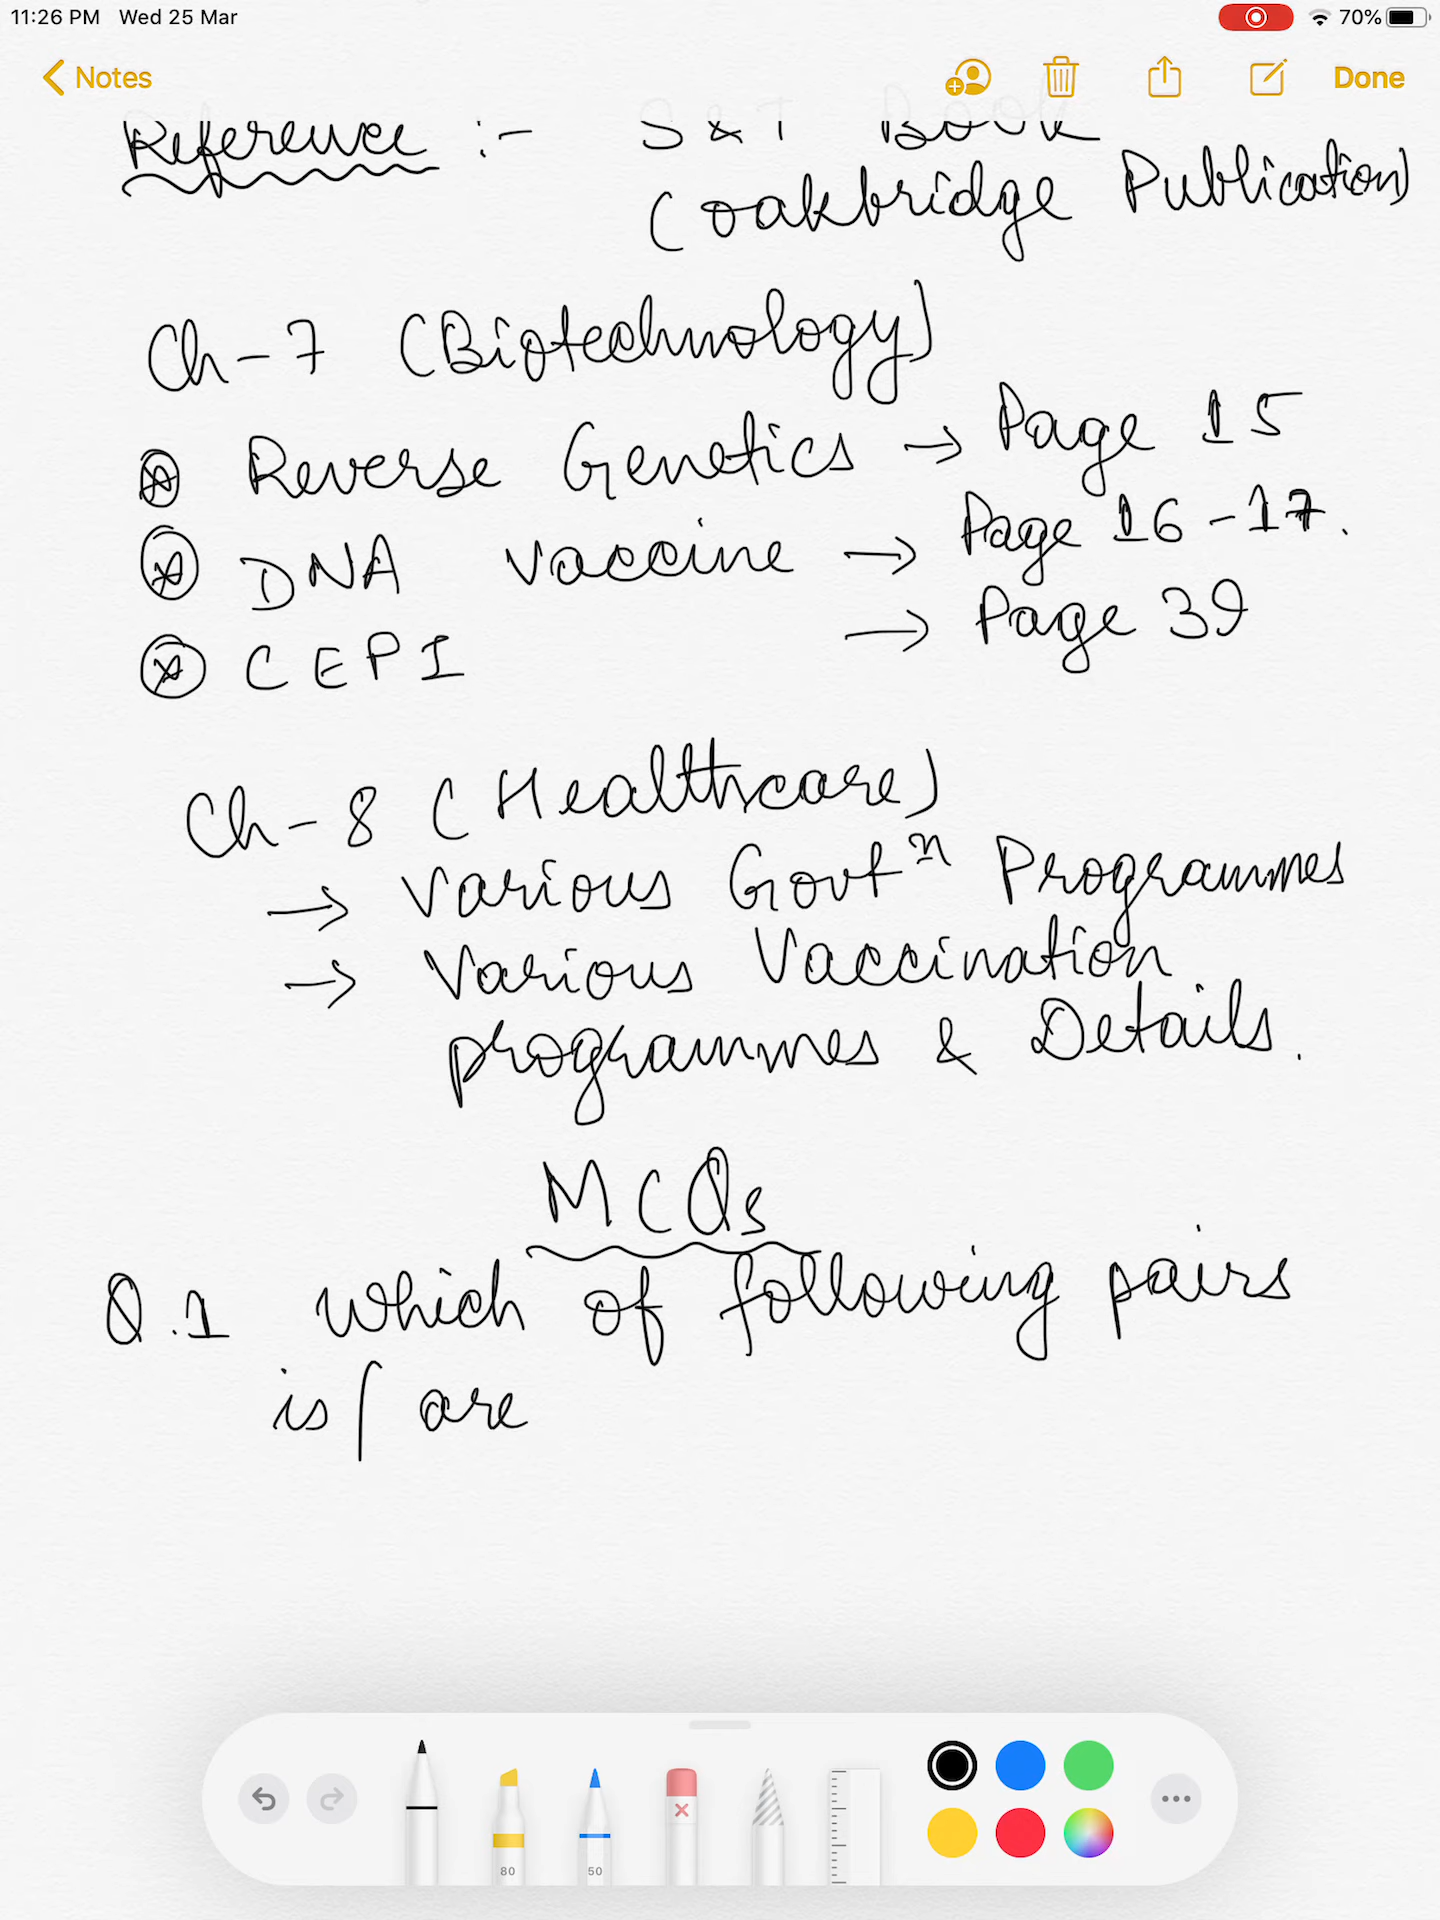 11:26 PM Wed 25 Mar 70%
Notes Done
Reference :- S & T Book
(oakbridge Publication)
Ch-7 (Biotechnology)
Reverse Genetics → Page 15
DNA vaccine → Page 16-17.
CEPI → Page 39
Ch-8 (Healthcare)
→ Various Govt n Programmes
→ Various Vaccination
programmes & Details.
MCQs
Q.1 which of following pairs
is/are
80 50